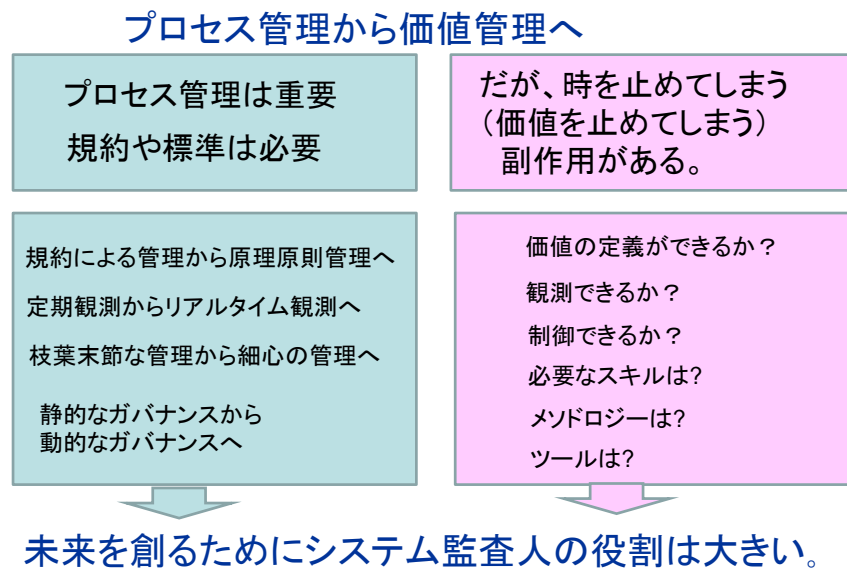 プロセス管理から価値管理へ
プロセス管理は重要
規約や標準は必要
だが、時を止めてしまう
（価値を止めてしまう）
副作用がある。
規約による管理から原理原則管理へ
定期観測からリアルタイム観測へ
枝葉末節な管理から細心の管理へ
静的なガバナンスから
動的なガバナンスへ
価値の定義ができるか？
観測できるか？
制御できるか？
必要なスキルは?
メソドロジーは?
ツールは?
未来を創るためにシステム監査人の役割は大きい。